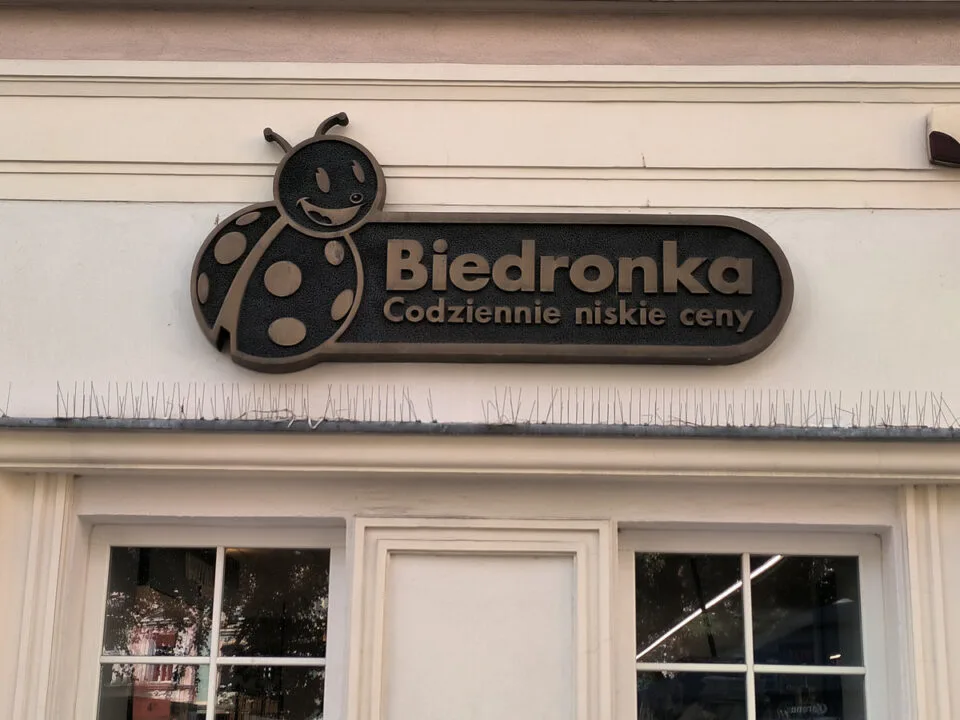 Biedronka
Codziennie niskie ceny